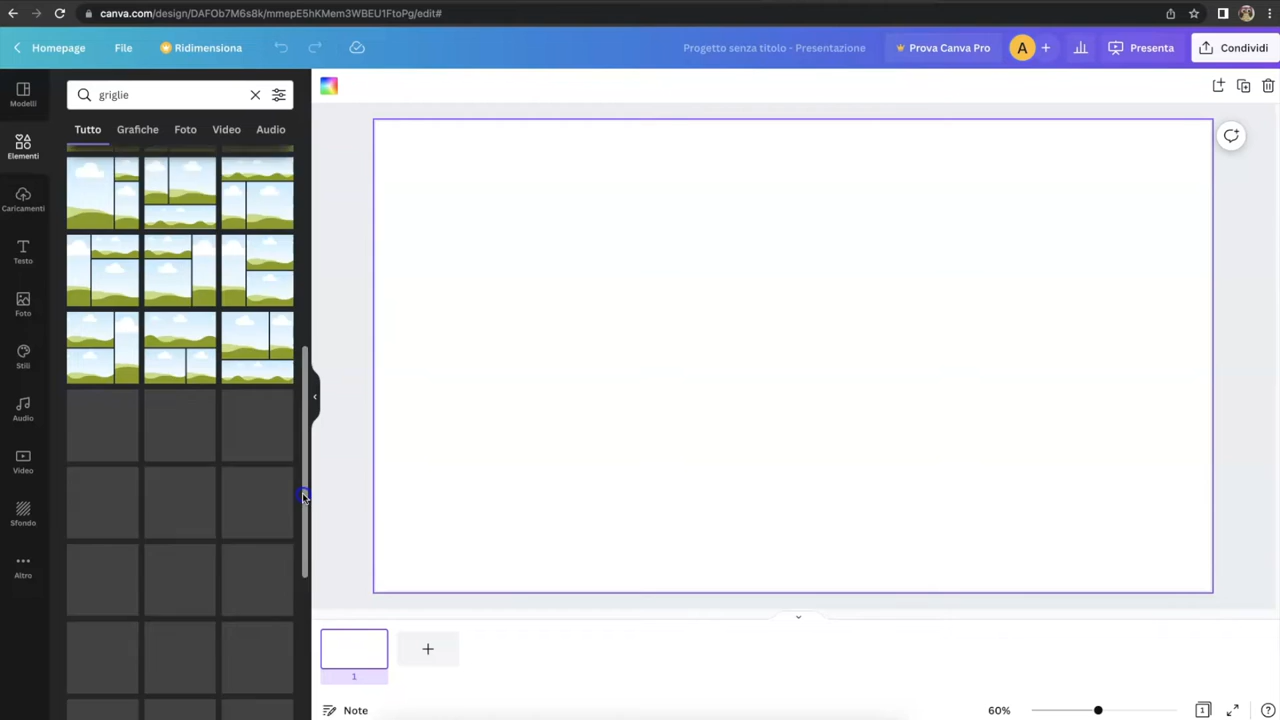 canva.com/design/DAFOb7M6s8k/mmepE5hKMem3WBEU1FtoPg/edit#
Homepage
File
Ridimensiona
Progetto senza titolo - Presentazione
Prova Canva Pro
A
Presenta
Condividi
Modelli
Elementi
Caricamenti
Testo
Foto
Stili
Audio
Video
Sfondo
Altro
griglie
Tutto
Grafiche
Foto
Video
Audio
1
Note
60%
1
?